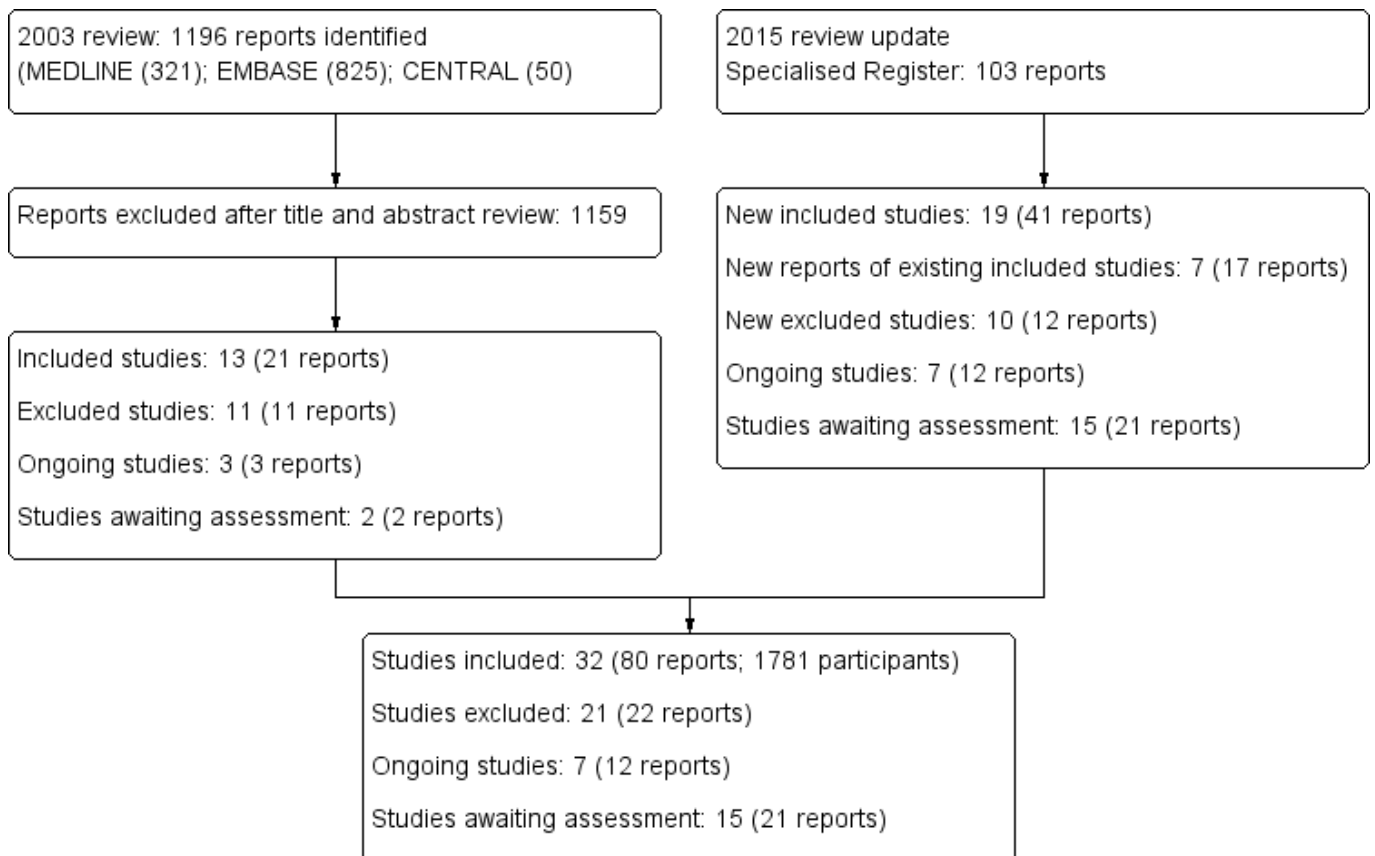 2003 review: 1196 reports identified
(MEDLINE (321); EMBASE (825); CENTRAL (50)
Reports excluded after title and abstract review: 1159
Included studies: 13 (21 reports)
Excluded studies: 11 (11 reports)
Ongoing studies: 3 (3 reports)
Studies awaiting assessment: 2 (2 reports)
2015 review update
Specialised Register: 103 reports
New included studies: 19 (41 reports)
New reports of existing included studies: 7 (17 reports)
New excluded studies: 10 (12 reports)
Ongoing studies: 7 (12 reports)
Studies awaiting assessment: 15 (21 reports)
Studies included: 32 (80 reports; 1781 participants)
Studies excluded: 21 (22 reports)
Ongoing studies: 7 (12 reports)
Studies awaiting assessment: 15 (21 reports)